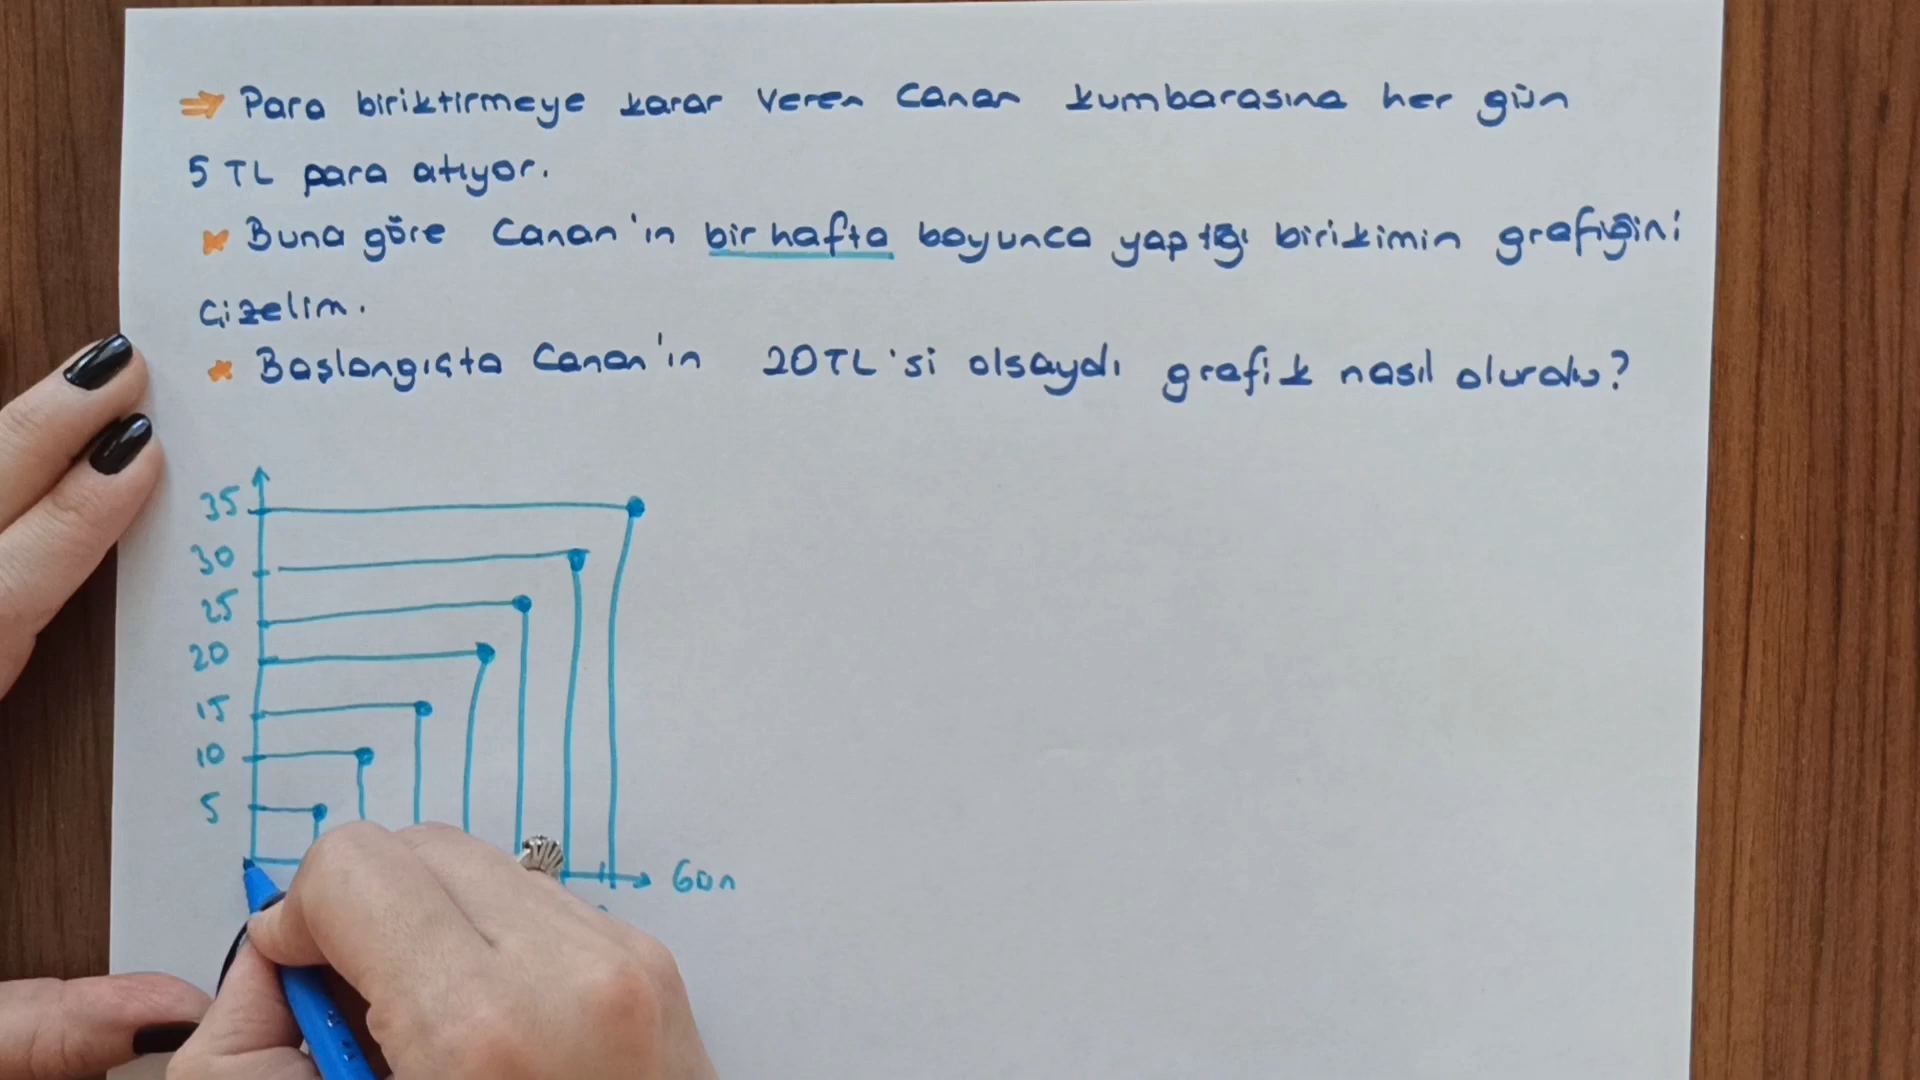 ⇒ Para biriktirmeye karar veren Canan kumbarasına her gün
5 TL para atıyor.
* Buna göre Canan'ın bir hafta boyunca yaptığı birikimin grafiğini
çizelim.
* Başlangıçta Canan'ın 20TL'si olsaydı grafik nasıl olurdu?
35
30
25
20
15
10
5
Gün